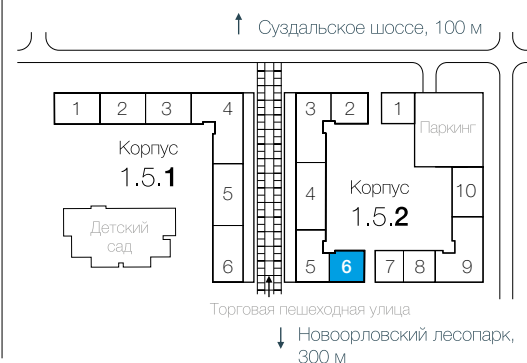 Суздальское шоссе, 100 м
1 2 3 4 3 2 1
Паркинг
Корпус
1.5.1
Корпус
1.5.2
5 4 10
Детский
сад
6 5 6 7 8 9
Торговая пешеходная улица
Новоорловский лесопарк,
300 м